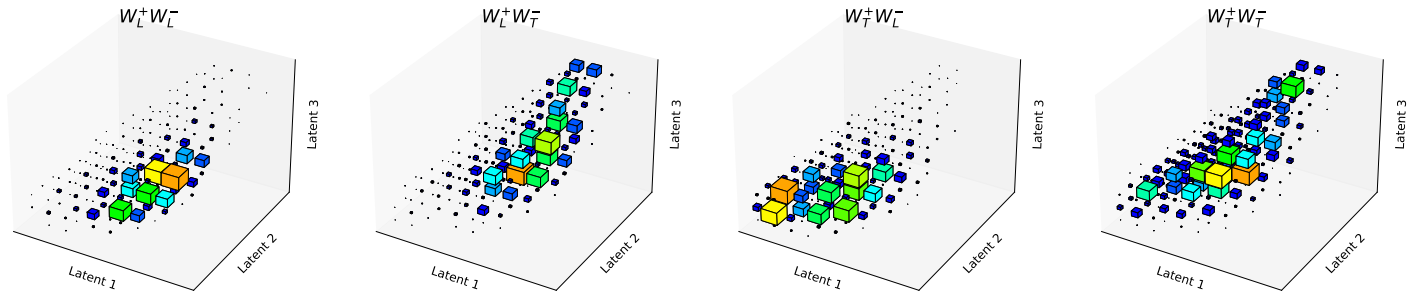 W_L^+W_L^-
Latent 1
Latent 2
Latent 3
W_L^+W_T^-
Latent 1
Latent 2
Latent 3
W_T^+W_L^-
Latent 1
Latent 2
Latent 3
W_T^+W_T^-
Latent 1
Latent 2
Latent 3